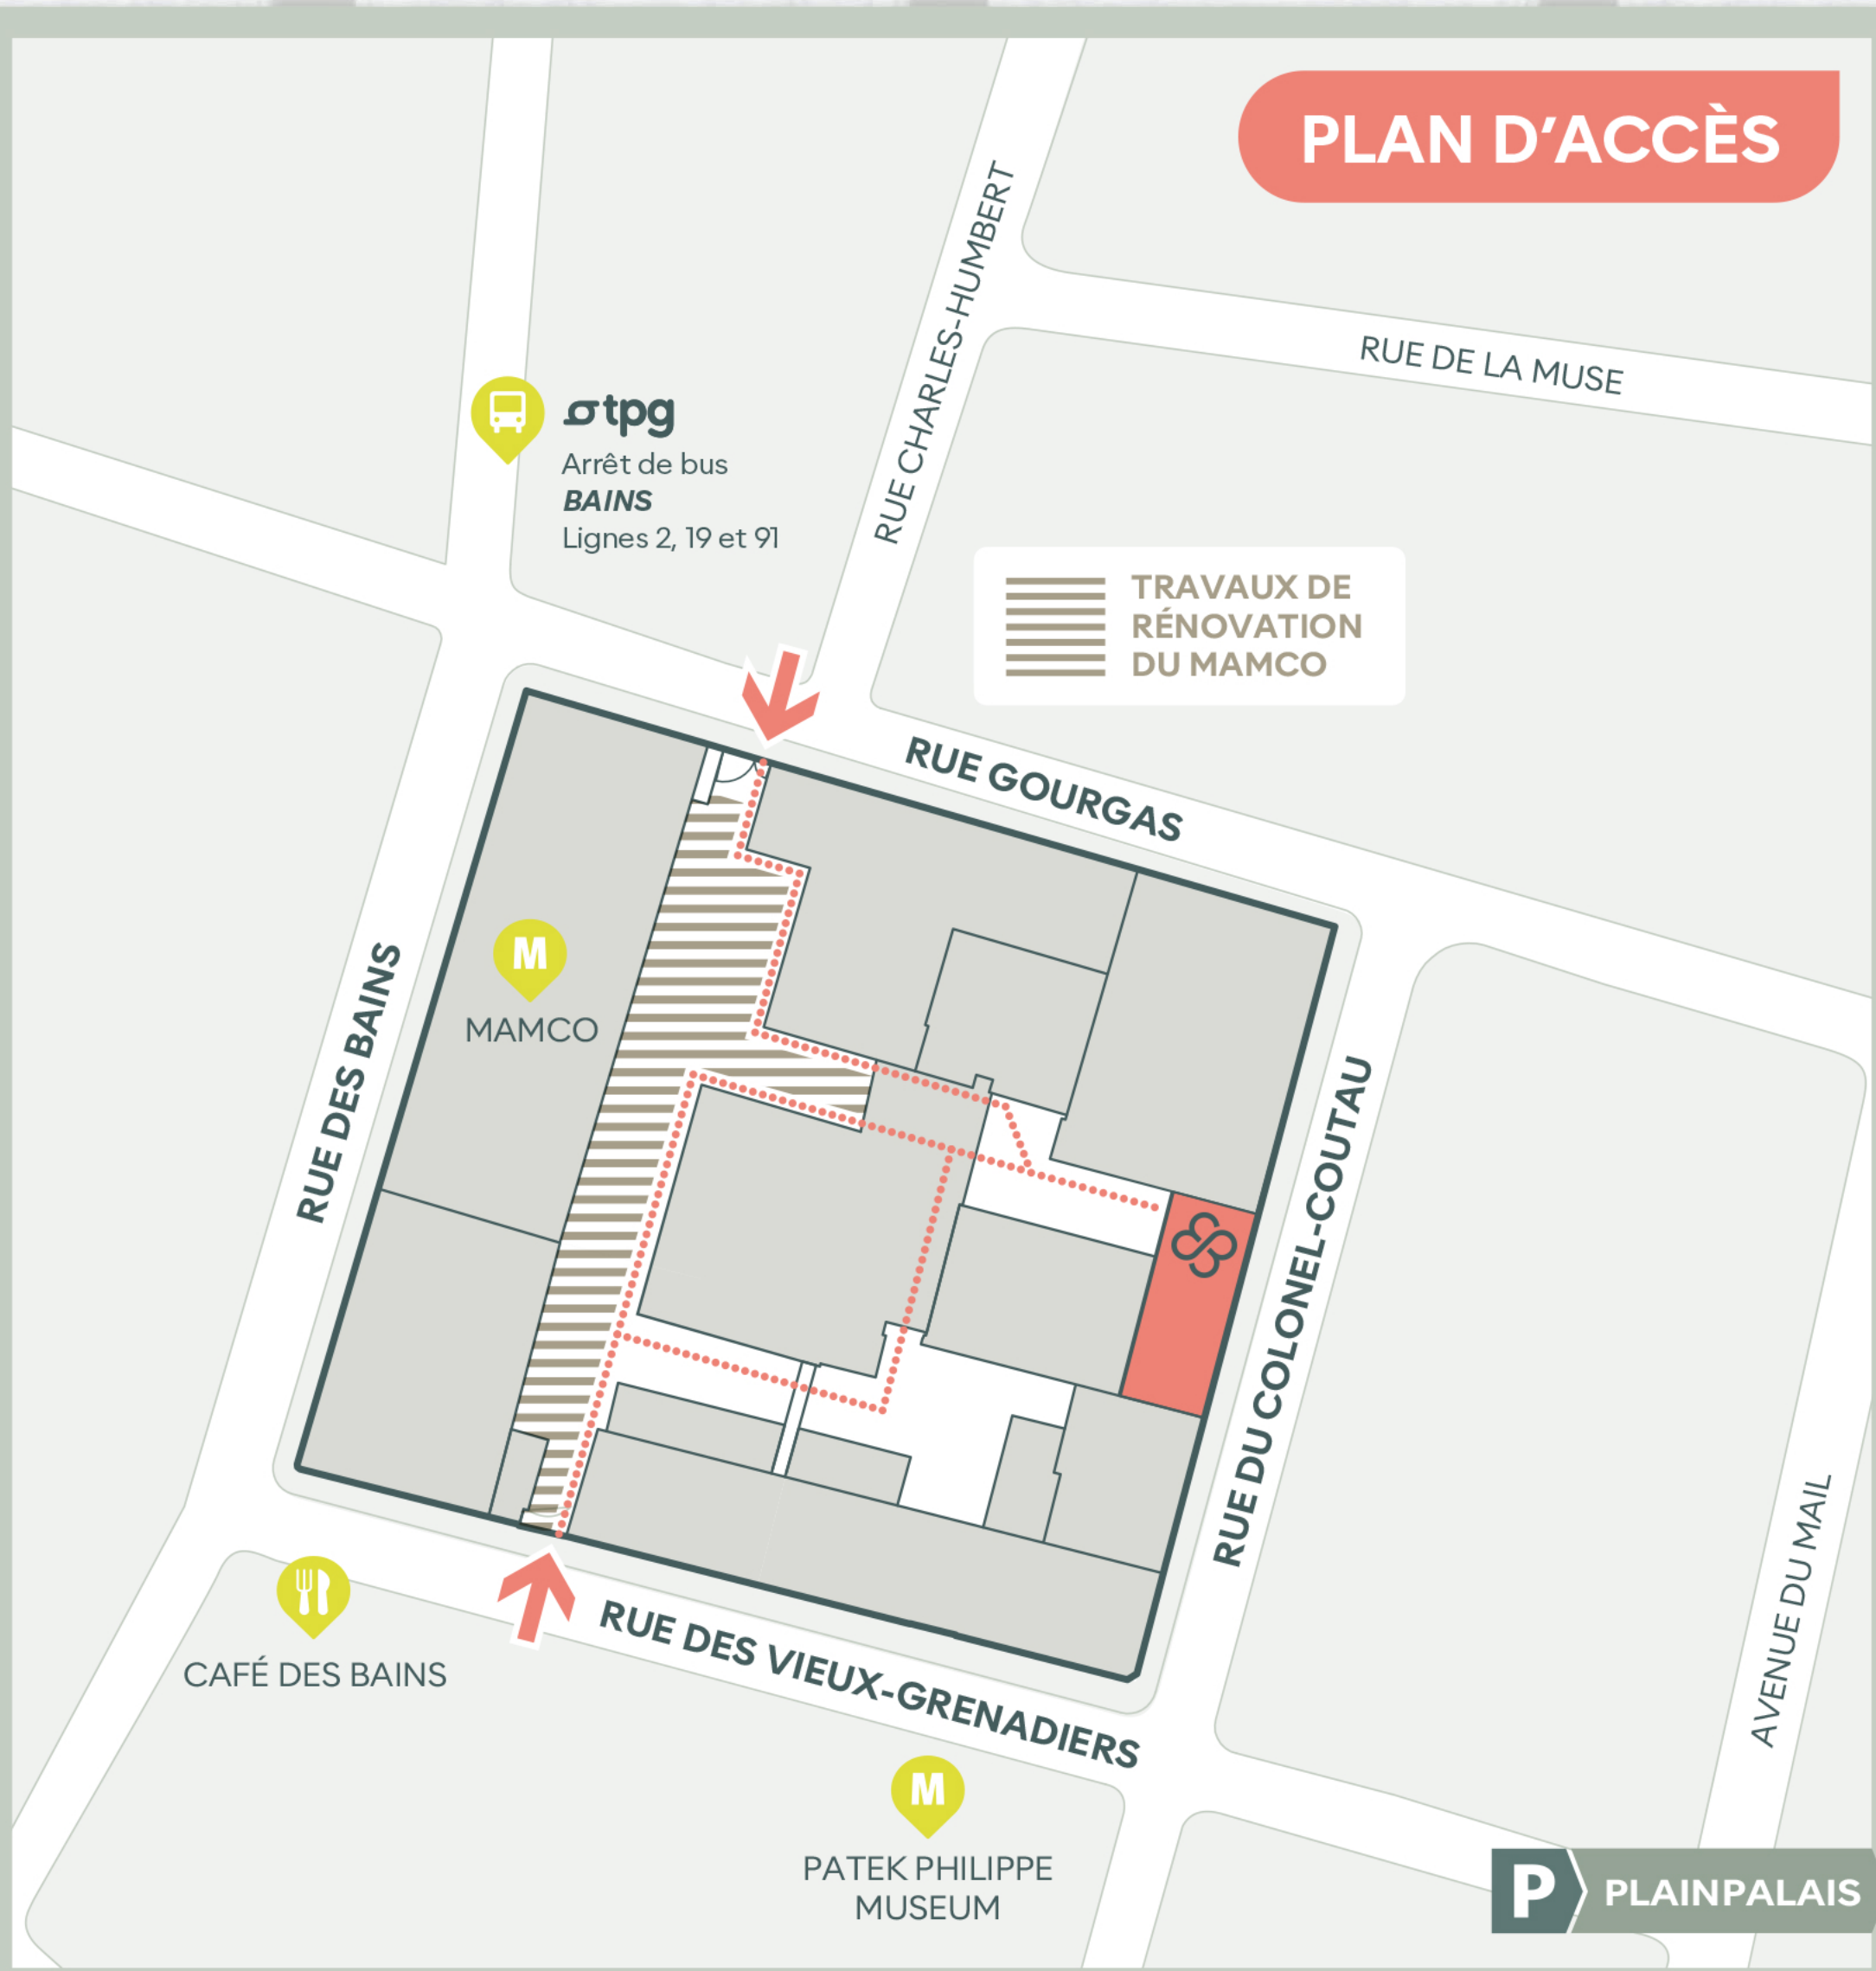 PLAN D'ACCÈS
RUE CHARLES-HUMBERT
RUE DE LA MUSE
tpg
Arrêt de bus
BAINS
Lignes 2, 19 et 91
TRAVAUX DE
RÉNOVATION
DU MAMCO
RUE GOURGAS
M
MAMCO
RUE DES BAINS
RUE DU COLONEL-COUTAU
AVENUE DU MAIL
CAFÉ DES BAINS
RUE DES VIEUX-GRENADIERS
M
PATEK PHILIPPE
MUSEUM
P PLAINPALAIS